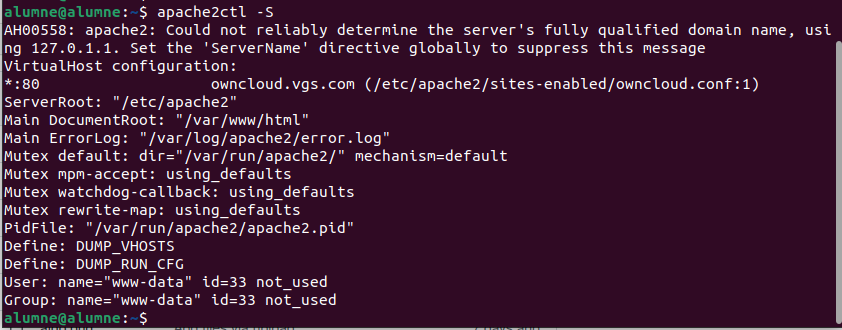 alumne@alumne:~$ apache2ctl -S
AH00558: apache2: Could not reliably determine the server's fully qualified domain name, usi
ng 127.0.1.1. Set the 'ServerName' directive globally to suppress this message
VirtualHost configuration:
*:80                   owncloud.vgs.com (/etc/apache2/sites-enabled/owncloud.conf:1)
ServerRoot: "/etc/apache2"
Main DocumentRoot: "/var/www/html"
Main ErrorLog: "/var/log/apache2/error.log"
Mutex default: dir="/var/run/apache2/" mechanism=default
Mutex mpm-accept: using_defaults
Mutex watchdog-callback: using_defaults
Mutex rewrite-map: using_defaults
PidFile: "/var/run/apache2/apache2.pid"
Define: DUMP_VHOSTS
Define: DUMP_RUN_CFG
User: name="www-data" id=33 not_used
Group: name="www-data" id=33 not_used
alumne@alumne:~$